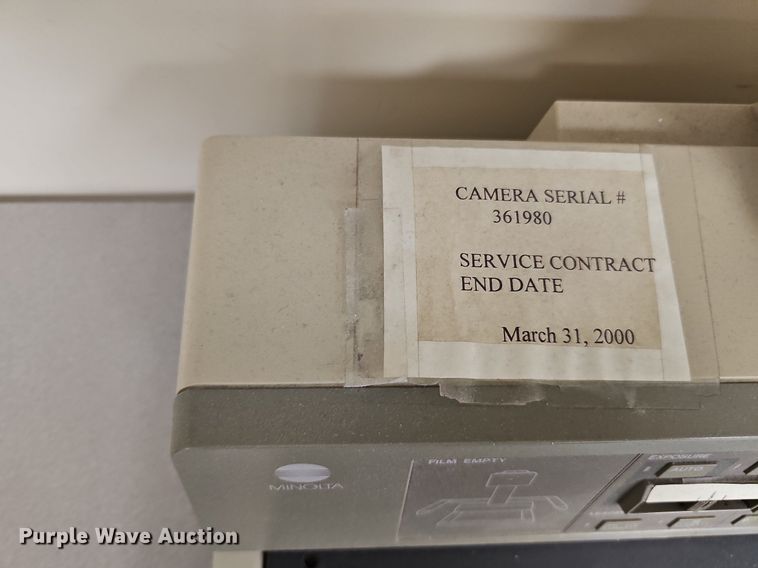 CAMERA SERIAL #
361980
SERVICE CONTRACT
END DATE
March 31, 2000
FILM EMPTY
EXPOSURE
AUTO
MINOLTA
Purple Wave Auction